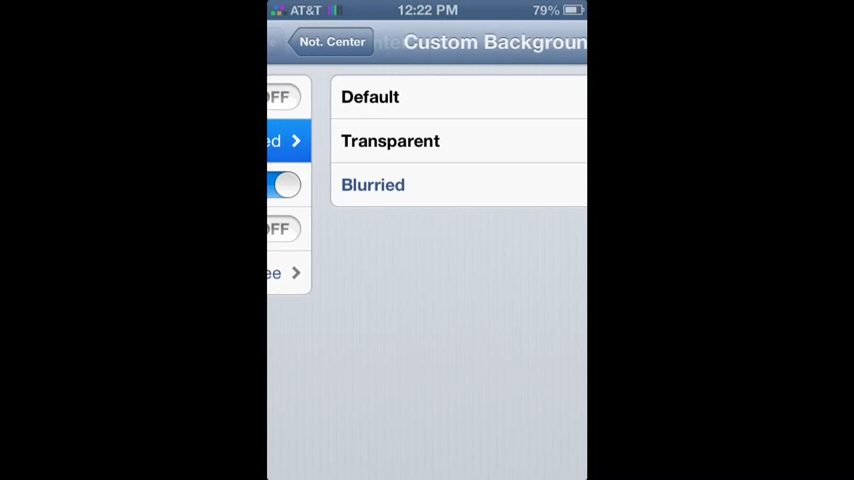 AT&T 12:22 PM 79%
Not. Center Custom Backgroun
OFF
Default
ed
Transparent
Blurried
OFF
ee